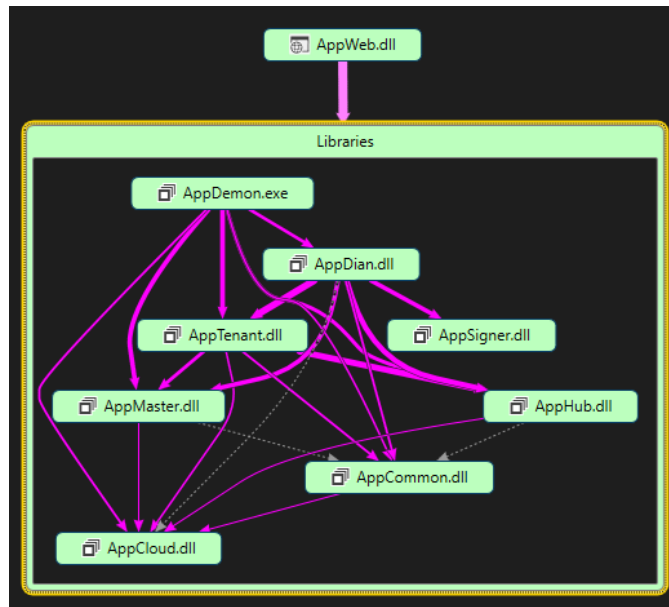 AppWeb.dll
Libraries
AppDemon.exe
AppDian.dll
AppTenant.dll
AppSigner.dll
AppMaster.dll
AppHub.dll
AppCommon.dll
AppCloud.dll